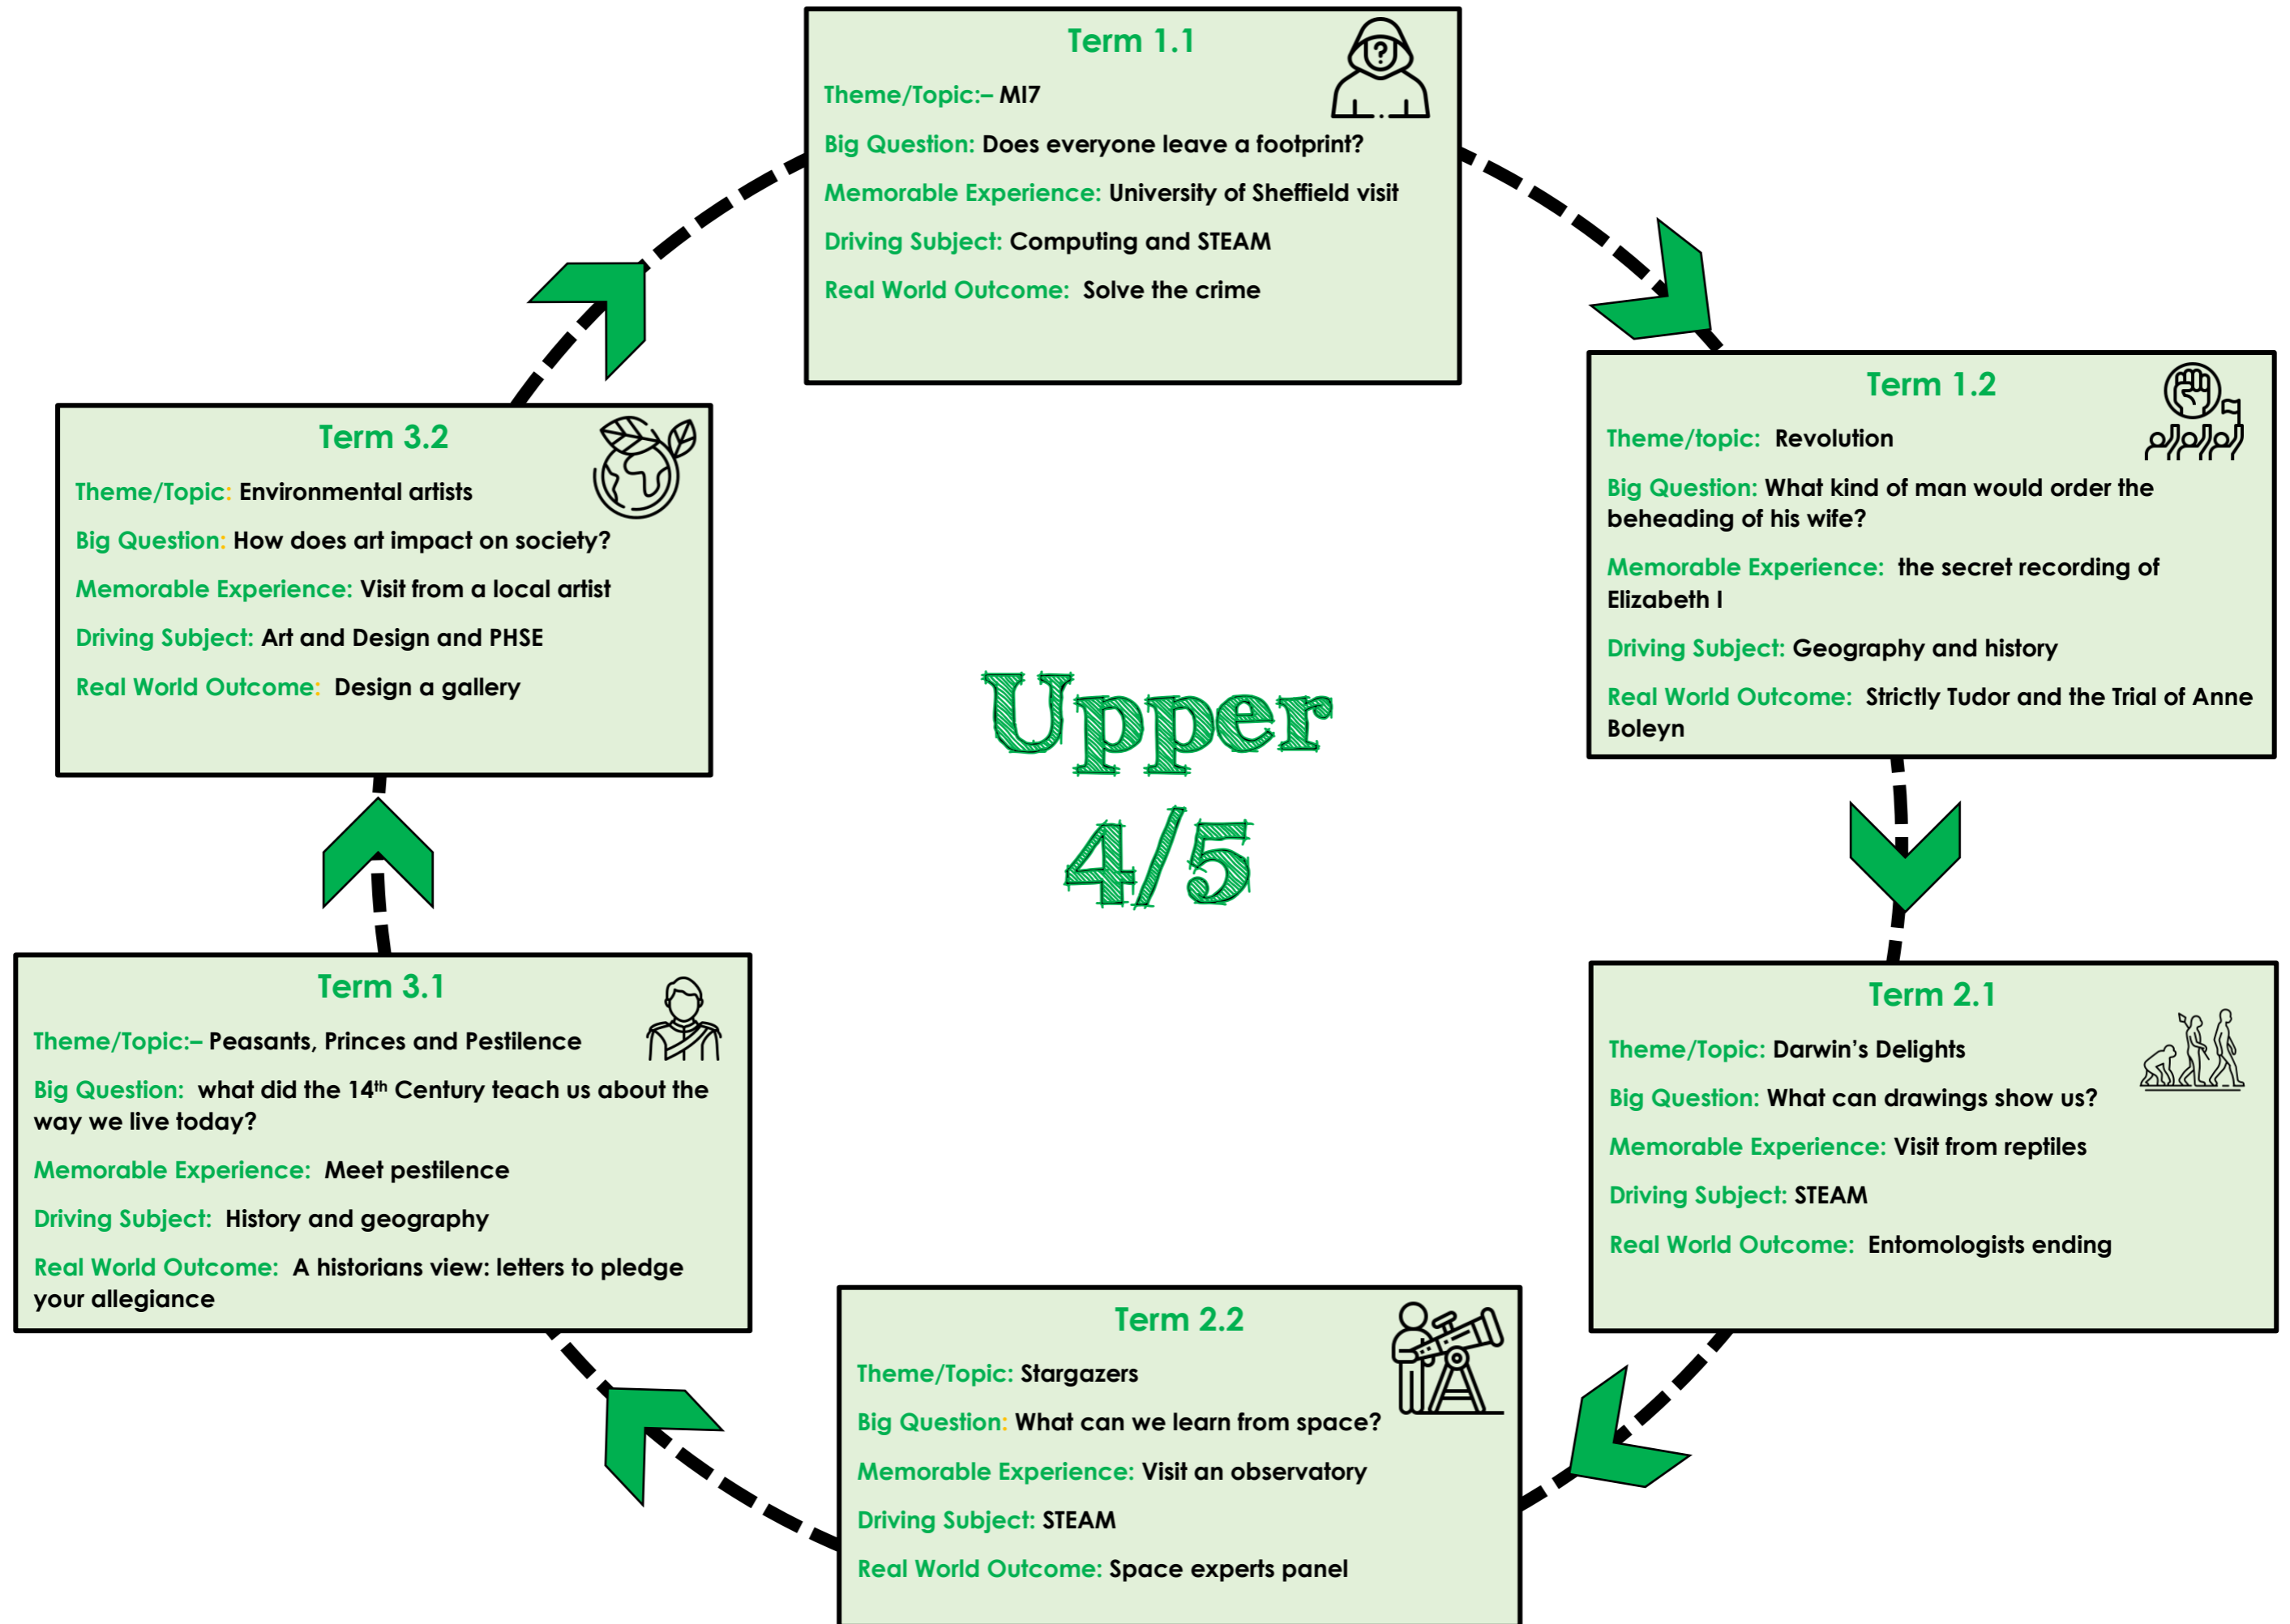 Term 1.1
?
Theme/Topic:– MI7
Big Question: Does everyone leave a footprint?
Memorable Experience: University of Sheffield visit
Driving Subject: Computing and STEAM
Real World Outcome: Solve the crime
Term 1.2
Theme/topic: Revolution
Big Question: What kind of man would order the
beheading of his wife?
Memorable Experience: the secret recording of
Elizabeth I
Driving Subject: Geography and history
Real World Outcome: Strictly Tudor and the Trial of Anne
Boleyn
Term 2.1
Theme/Topic: Darwin’s Delights
Big Question: What can drawings show us?
Memorable Experience: Visit from reptiles
Driving Subject: STEAM
Real World Outcome: Entomologists ending
Term 2.2
Theme/Topic: Stargazers
Big Question: What can we learn from space?
Memorable Experience: Visit an observatory
Driving Subject: STEAM
Real World Outcome: Space experts panel
Term 3.1
Theme/Topic:– Peasants, Princes and Pestilence
Big Question: what did the 14th Century teach us about the
way we live today?
Memorable Experience: Meet pestilence
Driving Subject: History and geography
Real World Outcome: A historians view: letters to pledge
your allegiance
Term 3.2
Theme/Topic: Environmental artists
Big Question: How does art impact on society?
Memorable Experience: Visit from a local artist
Driving Subject: Art and Design and PHSE
Real World Outcome: Design a gallery
Upper
4/5